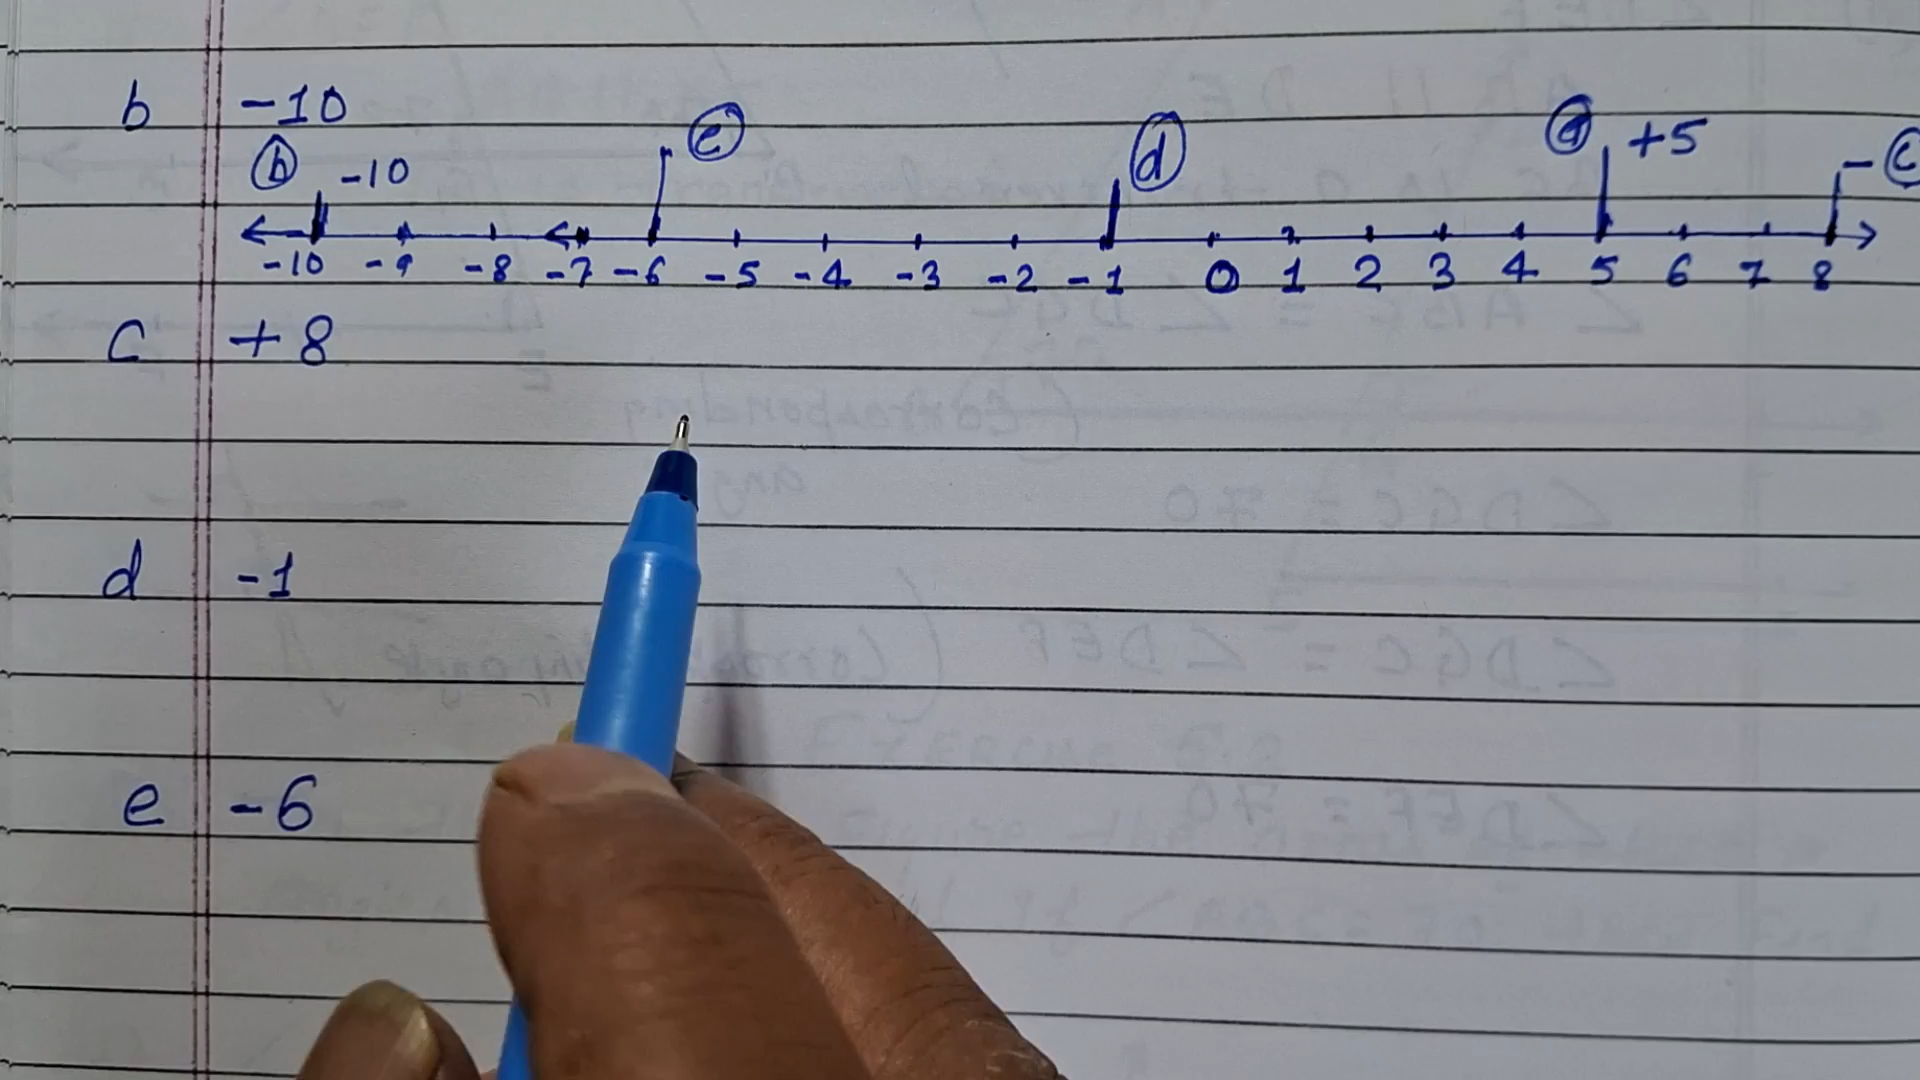 b -10
ⓑ -10 ⓔ ⓓ ⓐ +5 - ⓒ
-10 -9 -8 -7 -6 -5 -4 -3 -2 -1 0 1 2 3 4 5 6 7 8
c +8
d -1
e -6